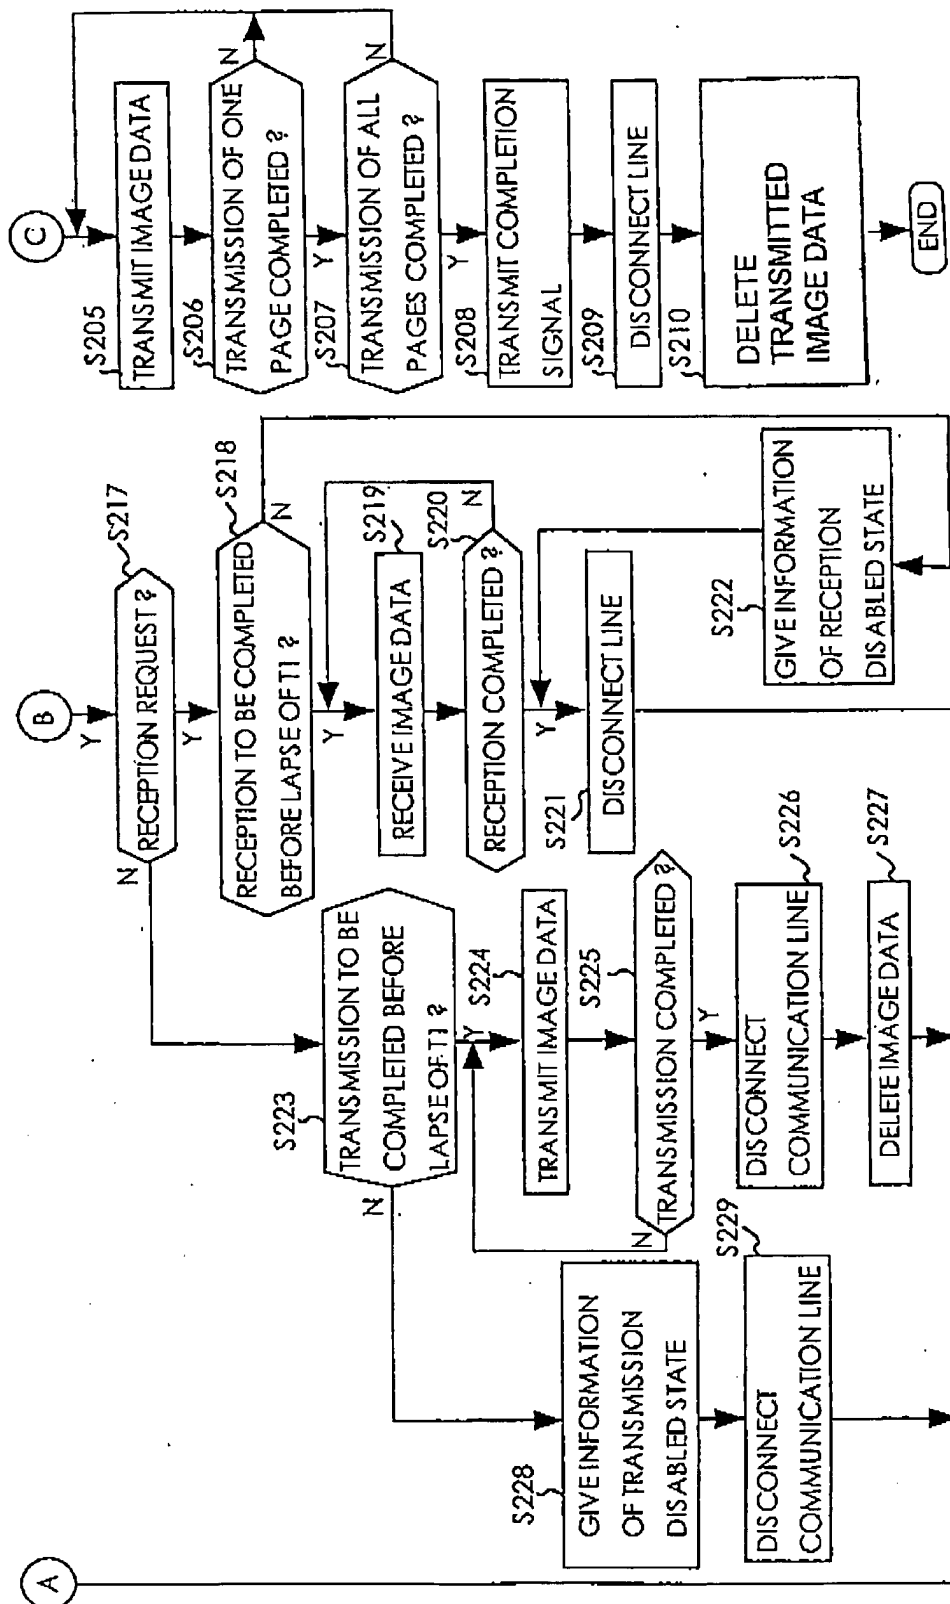 A
S228
GIVE INFORMATION
OF TRANSMISSION
DISABLED STATE
S229
DISCONNECT
COMMUNICATION LINE
B
Y
S217
RECEPTION REQUEST ?
N
Y
S218
RECEPTION TO BE COMPLETED
BEFORE LAPSE OF T1 ?
N
Y
S219
RECEIVE IMAGE DATA
S220
RECEPTION COMPLETED ?
N
Y
S221
DISCONNECT LINE
S222
GIVE INFORMATION
OF RECEPTION
DISABLED STATE
S223
TRANSMISSION TO BE
COMPLETED BEFORE
LAPSE OF T1 ?
N
Y
S224
TRANSMIT IMAGE DATA
S225
TRANSMISSION COMPLETED ?
N
Y
S226
DISCONNECT
COMMUNICATION LINE
S227
DELETE IMAGE DATA
C
S205
TRANSMIT IMAGE DATA
S206
TRANSMISSION OF ONE
PAGE COMPLETED ?
N
Y
S207
TRANSMISSION OF ALL
PAGES COMPLETED ?
N
Y
S208
TRANSMIT COMPLETION
SIGNAL
S209
DISCONNECT LINE
S210
DELETE
TRANSMITTED
IMAGE DATA
END